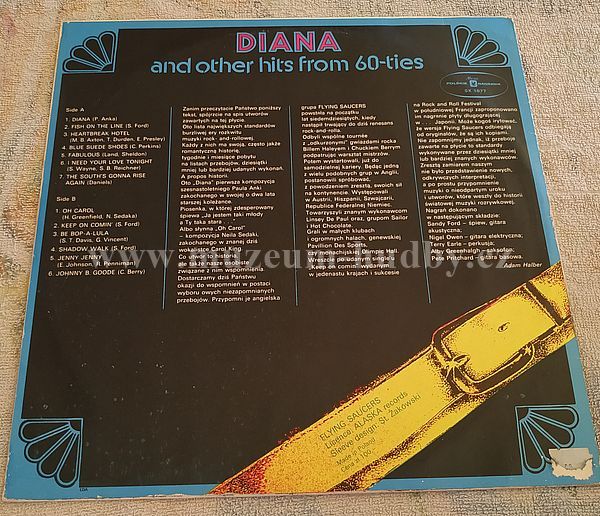 DIANA
and other hits from 60-ties
POLSKIE NAGRANIA
SX 1677
Side A
1. DIANA (P. Anka)
2. FISH ON THE LINE (S. Ford)
3. HEARTBREAK HOTEL
(M. B. Axton, T. Durden, E. Presley)
4. BLUE SUEDE SHOES (C. Perkins)
5. FABULOUS (Land, Sheldon)
6. I NEED YOUR LOVE TONIGHT
(S. Wayne, S. B. Reichner)
7. THE SOUTH'S GONNA RISE
AGAIN (Daniels)
Side B
1. OH CAROL
(H. Greenfield, N. Sedaka)
2. KEEP ON COMIN' (S. Ford)
3. BE BOP-A-LULA
(S. T. Davis, G. Vincent)
4. SHADOW WALK (S. Ford)
5. JENNY JENNY
(E. Johnson, R. Penniman)
6. JOHNNY B. GOODE (C. Berry)
Zanim przeczytacie Państwo poniższy
tekst, spójrzcie na spis utworów
zawartych na tej płycie.
Oto lista największych standardów
burzliwej ery rozkwitu
muzyki rock-and-rollowej.
Każdy z nich ma swoją, często jakże
romantyczną historię,
tygodnie i miesiące pobytu
na listach przebojów, dziesiątki
mniej lub bardziej udanych wykonań.
A propos historii.
Oto „Diana" pierwsza kompozycja
szesnastoletniego Paula Anki
zakochanego w swojej o dwa lata
starszej koleżance.
Piosenka, w której zdesperowany
śpiewa „Ja jestem taki młody
a Ty taka stara . . ."
Albo słynna „Oh Carol"
– kompozycja Neila Sedaki,
zakochanego w znanej dziś
wokalistce Carol King.
Oto historia tych piosenek,
ale także nasze osobiste
związane z nim wspomnienia.
Dostarczamy dziś Państwu
okazji do wspomnień w postaci
wyboru owych niezapomnianych
przebojów. Przypomni je angielska
grupa FLYING SAUCERS
powstała na początku
lat siedemdziesiątych, kiedy
nastąpił trwający do dziś renesans
rock-and-rolla.
Odbyli wspólne tournée
z „odkurzonymi" gwiazdami rocka
Billem Haleyem i Chuckiem Berrym
podpatrując warsztat mistrzów.
Potem wystartowali, już do
samodzielnej kariery. Będąc jedną
z wielu podobnych grup w Anglii,
postanowili spróbować,
z powodzeniem zresztą, swoich sił
na kontynencie. Występowali
w Austrii, Hiszpanii, Szwajcarii,
Republice Federalnej Niemiec.
Towarzyszyli znanym wykonawcom
Linsey De Paul oraz grupom Sailor
i Hot Chocolate.
Grali w małych klubach
i ogromnych halach, genewskiej
Pavillon Des Sports,
w monachijskiej
Keep on comin' wydano
w jedenastu krajach i sukcesie
na Rock and Roll Festival
w południowej Francji zaproponowano
im nagranie płyty długogrającej
w . . . Japonii. Może kogoś irytować,
że wersja Flying Saucers odbiegają
od oryginałów, że są ich kopiami.
Nie zapomnijmy jednak, iż przeboje
zawarte na płycie to standardy
wykonywane przez dziesiątki mniej
lub bardziej znanych wykonawców.
Zresztą zamiarem naszym
nie było przedstawienie nowych,
odkrywczych interpretacji,
a po prostu przypomnienie
muzyki o nieodpartym uroku
i utworów, które weszły do historii
światowej muzyki rozrywkowej.
Nagrań dokonano
w następującym składzie:
Sandy Ford – śpiew, gitara
akustyczna,
Nigel Owen – gitara elektryczna;
Terry Earle – perkusja;
Alby Greenhalgh – saksofon;
Pete Pritchard – gitara basowa.
Adam Halber
www.muzeum-hudby.cz
FLYING SAUCERS
Licence ALASKA records
Sleeve design: St. Żakowski
Made in Poland
LDA